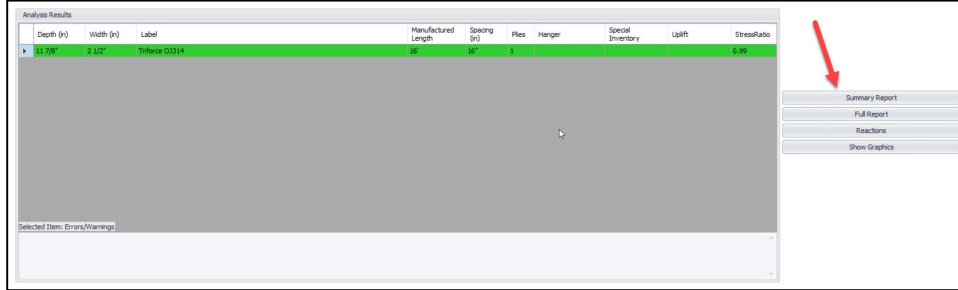 Analysis Results
Depth (in) Width (in) Label Manufactured Length Spacing (in) Plies Hanger Special Inventory Uplift StressRatio
11 7/8" 2 1/2" Triforce OJ314 16' 16" 1 0.99
Summary Report
Full Report
Reactions
Show Graphics
Selected Item: Errors/Warnings